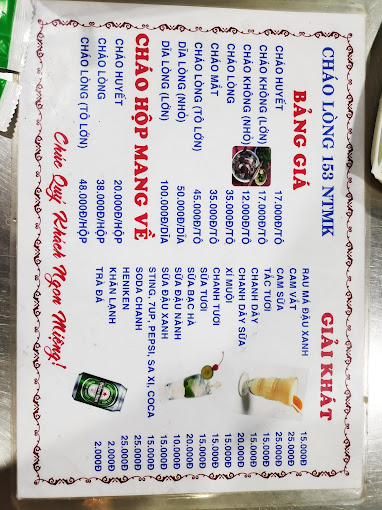 CHÁO LÒNG 153 NTMK
BẢNG GIÁ
CHÁO HUYẾT 17.000Đ/TÔ
CHÁO KHÔNG (LỚN) 17.000Đ/TÔ
CHÁO KHÔNG (NHỎ) 12.000Đ/TÔ
CHÁO LÒNG 35.000Đ/TÔ
CHÁO MẮT 35.000Đ/TÔ
CHÁO LÒNG (TÔ LỚN) 45.000Đ/TÔ
DĨA LÒNG (NHỎ) 50.000Đ/DĨA
DĨA LÒNG (LỚN) 100.000Đ/DĨA
CHÁO HỘP MANG VỀ
CHÁO HUYẾT 20.000Đ/HỘP
CHÁO LÒNG 38.000Đ/HỘP
CHÁO LÒNG (TÔ LỚN) 48.000Đ/HỘP
GIẢI KHÁT
RAU MÁ ĐẬU XANH 15.000Đ
CAM VẮT 25.000Đ
CAM SỮA 25.000Đ
TẮC TƯƠI 15.000Đ
CHANH DÂY 15.000Đ
CHANH DÂY SỮA 20.000Đ
XÍ MUỘI 15.000Đ
CHANH TƯƠI 15.000Đ
SỮA TƯƠI 15.000Đ
SỮA BẠC HÀ 20.000Đ
SỮA ĐẬU NÀNH 10.000Đ
SỮA ĐẬU XANH 15.000Đ
STING, 7UP, PEPSI, SA XI, COCA 15.000Đ
SODA CHANH 25.000Đ
HENIKEN 25.000Đ
KHĂN LẠNH 2.000Đ
TRÀ ĐÁ 2.000Đ
Chúc Quý Khách Ngon Miệng!